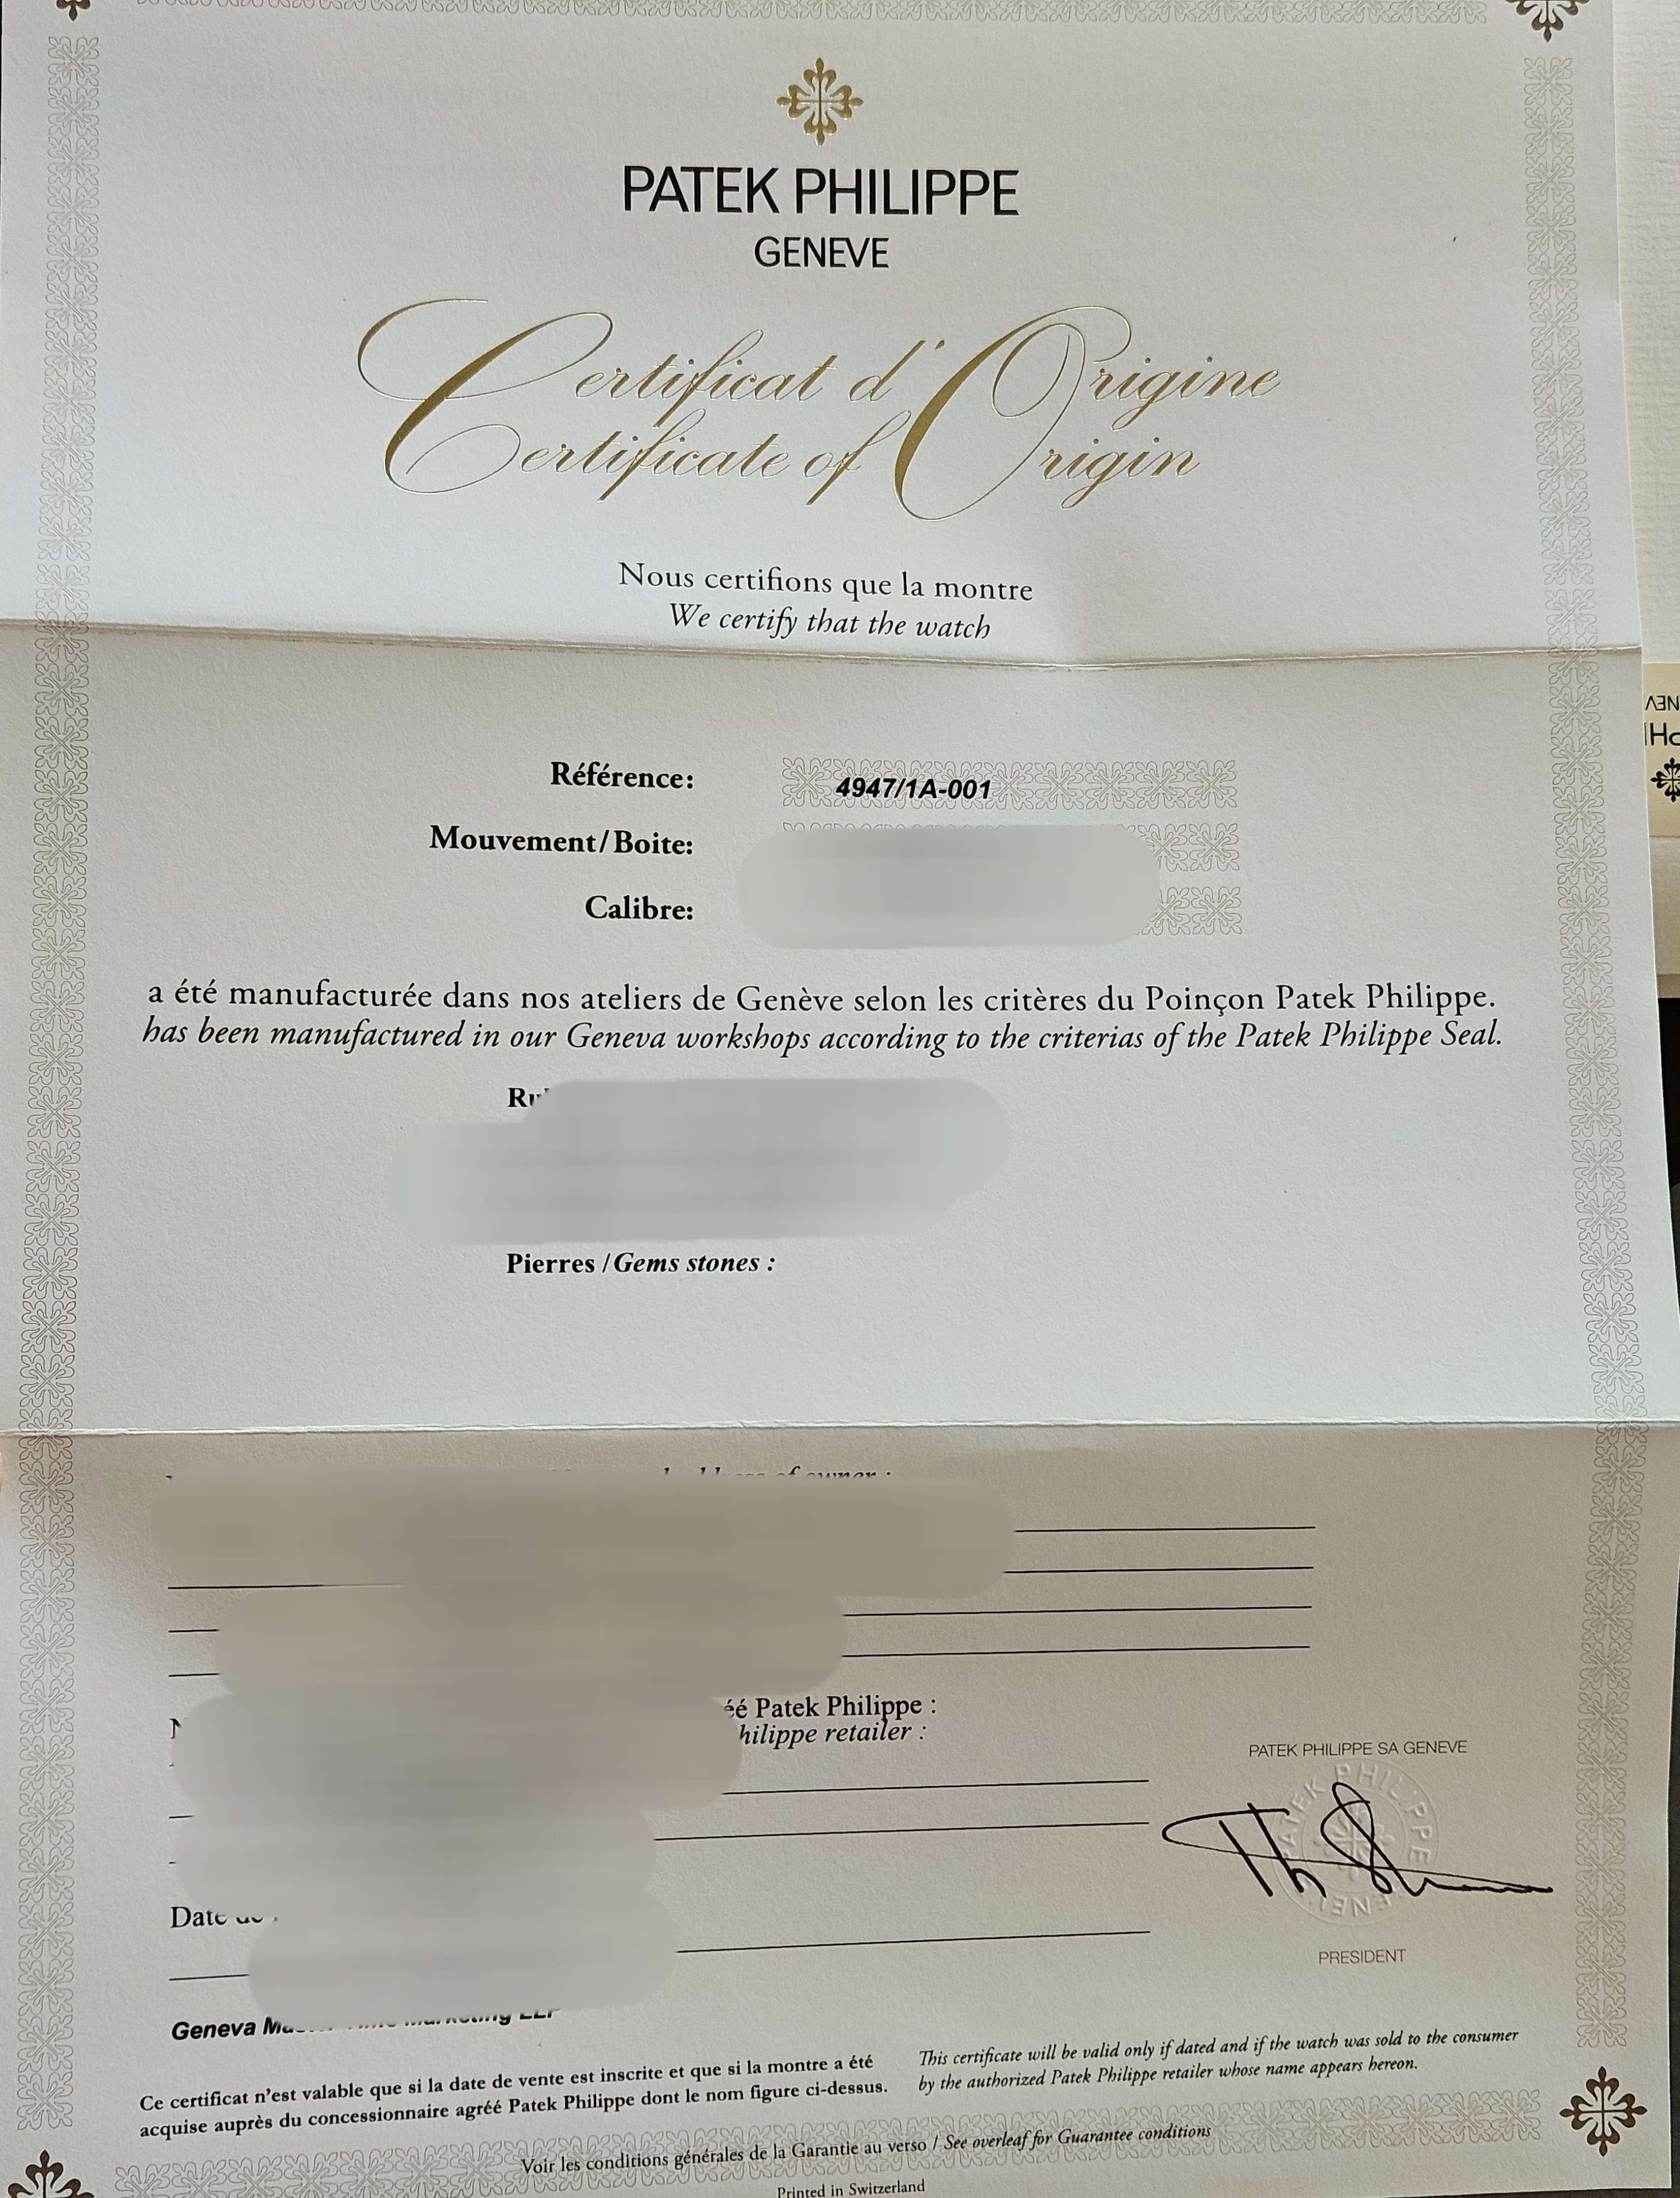 PATEK PHILIPPE
GENEVE
Certificat d'Origine
Certificate of Origin
Nous certifions que la montre
We certify that the watch
Référence: 4947/1A-001
Mouvement/Boite:
Calibre:
a été manufacturée dans nos ateliers de Genève selon les critères du Poinçon Patek Philippe.
has been manufactured in our Geneva workshops according to the criterias of the Patek Philippe Seal.
Pierres / Gems stones :
of owner :
Patek Philippe :
retailer :
PATEK PHILIPPE SA GENEVE
PATEK PHILIPPE
PRESIDENT
Date
Geneva
Ce certificat n'est valable que si la date de vente est inscrite et que si la montre a été
acquise auprès du concessionnaire agréé Patek Philippe dont le nom figure ci-dessus.
This certificate will be valid only if dated and if the watch was sold to the consumer
by the authorized Patek Philippe retailer whose name appears hereon.
Voir les conditions générales de la Garantie au verso / See overleaf for Guarantee conditions
Printed in Switzerland